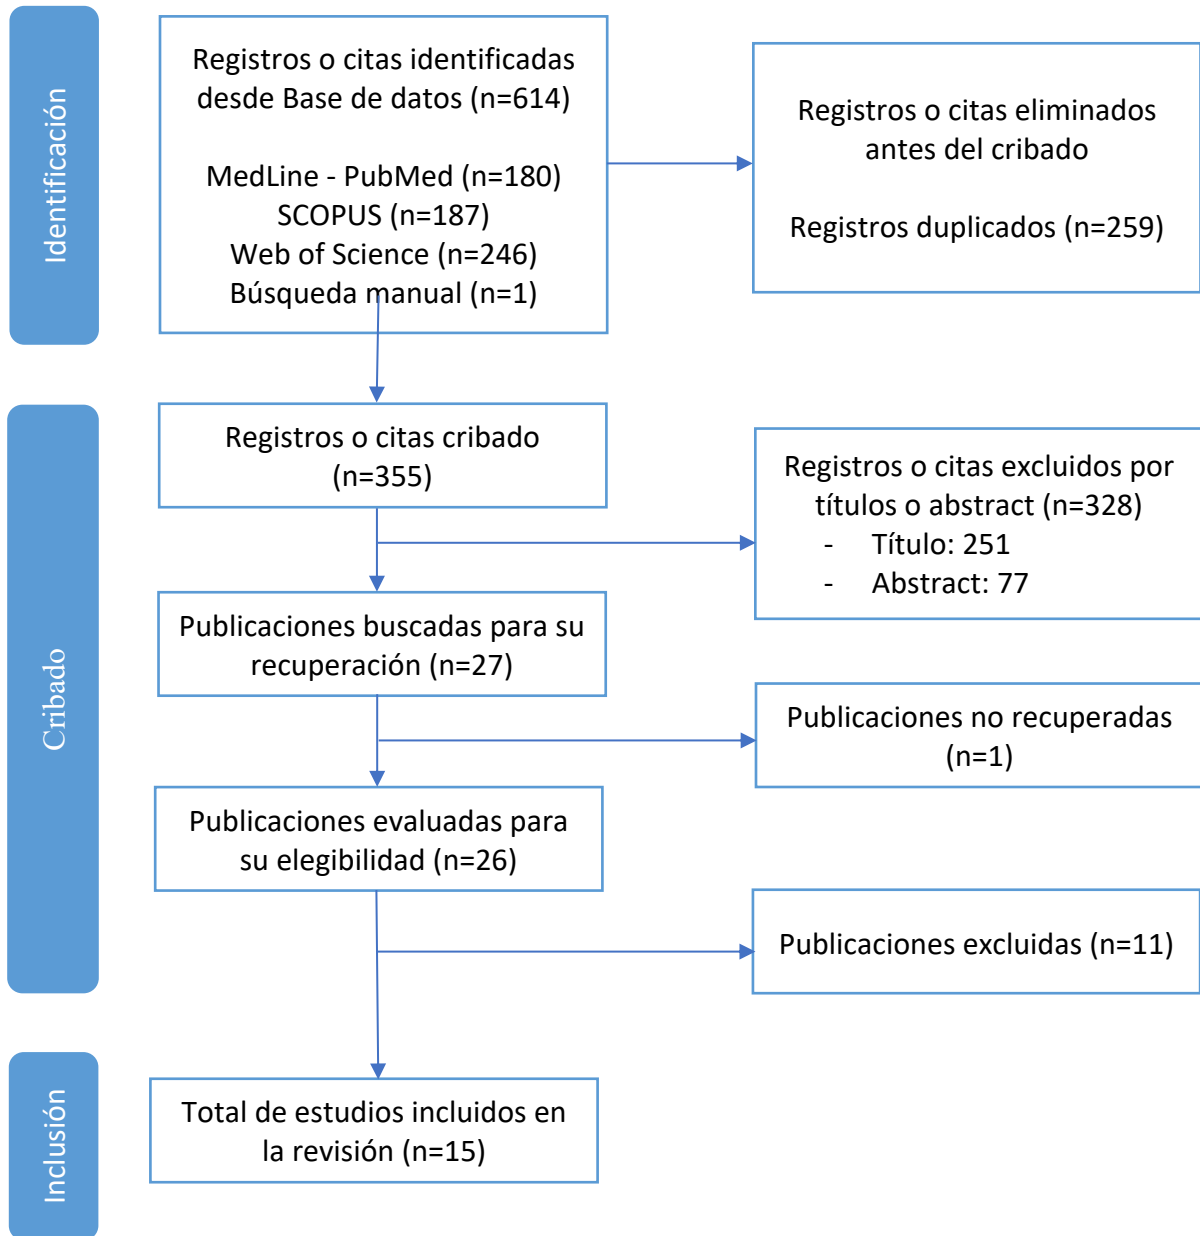 Identificación
Registros o citas identificadas
desde Base de datos (n=614)
MedLine - PubMed (n=180)
SCOPUS (n=187)
Web of Science (n=246)
Búsqueda manual (n=1)
Registros o citas eliminados
antes del cribado
Registros duplicados (n=259)
Cribado
Registros o citas cribado
(n=355)
Registros o citas excluidos por
títulos o abstract (n=328)
- Título: 251
- Abstract: 77
Publicaciones buscadas para su
recuperación (n=27)
Publicaciones no recuperadas
(n=1)
Publicaciones evaluadas para
su elegibilidad (n=26)
Publicaciones excluidas (n=11)
Inclusión
Total de estudios incluidos en
la revisión (n=15)